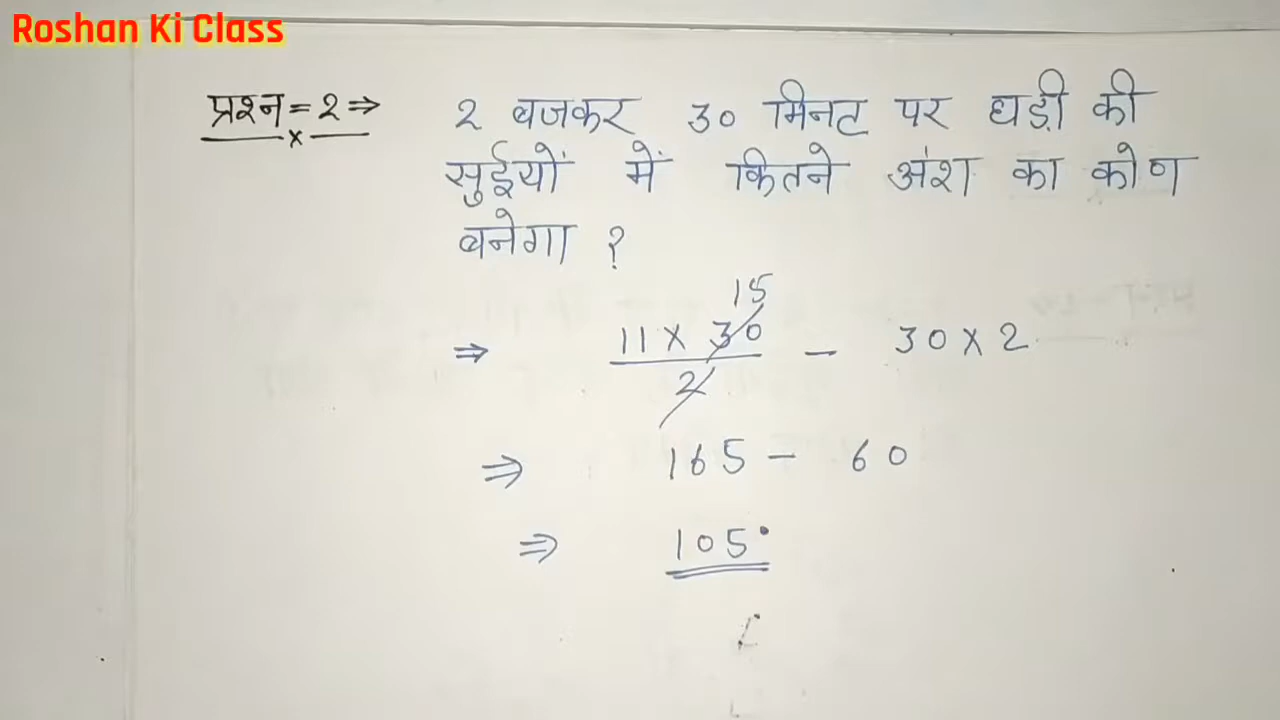 Roshan Ki Class
प्रश्न = 2 ⇒ 2 बजकर 30 मिनट पर घड़ी की
सुईयों में कितने अंश का कोण
बनेगा ?
15
⇒ 11 x 30 / 2 - 30 x 2
⇒ 165 - 60
⇒ 105°